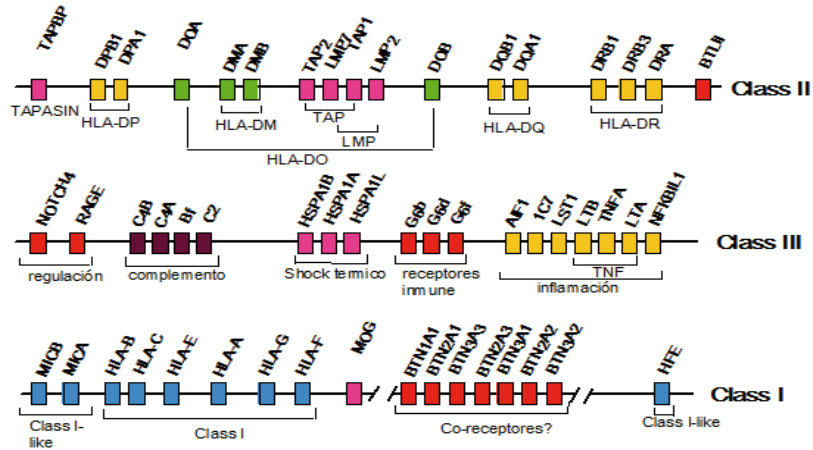 TAPBP DPB1 DPA1 DOA DMA DMB TAP2 LMP7 TAP1 LMP2 DOB DQB1 DQA1 DRB1 DRB3 DRA BTLII
Class II
TAPASIN HLA-DP HLA-DM TAP HLA-DQ HLA-DR
LMP
HLA-DO
NOTCH4 RAGE C4B C4A Bf C2 HSPA1B HSPA1A HSPA1L G6b G6d G6f AIF1 1C7 LST1 LTB TNFA LTA NFKBIL1
Class III
regulación complemento Shock termico receptores inmune TNF
inflamación
MICB MICA HLA-B HLA-C HLA-E HLA-A HLA-G HLA-F MOG BTN1A1 BTN2A1 BTN3A3 BTN2A3 BTN3A1 BTN2A2 BTN3A2 HFE
Class I
Class I-like Class I Co-receptores? Class I-like